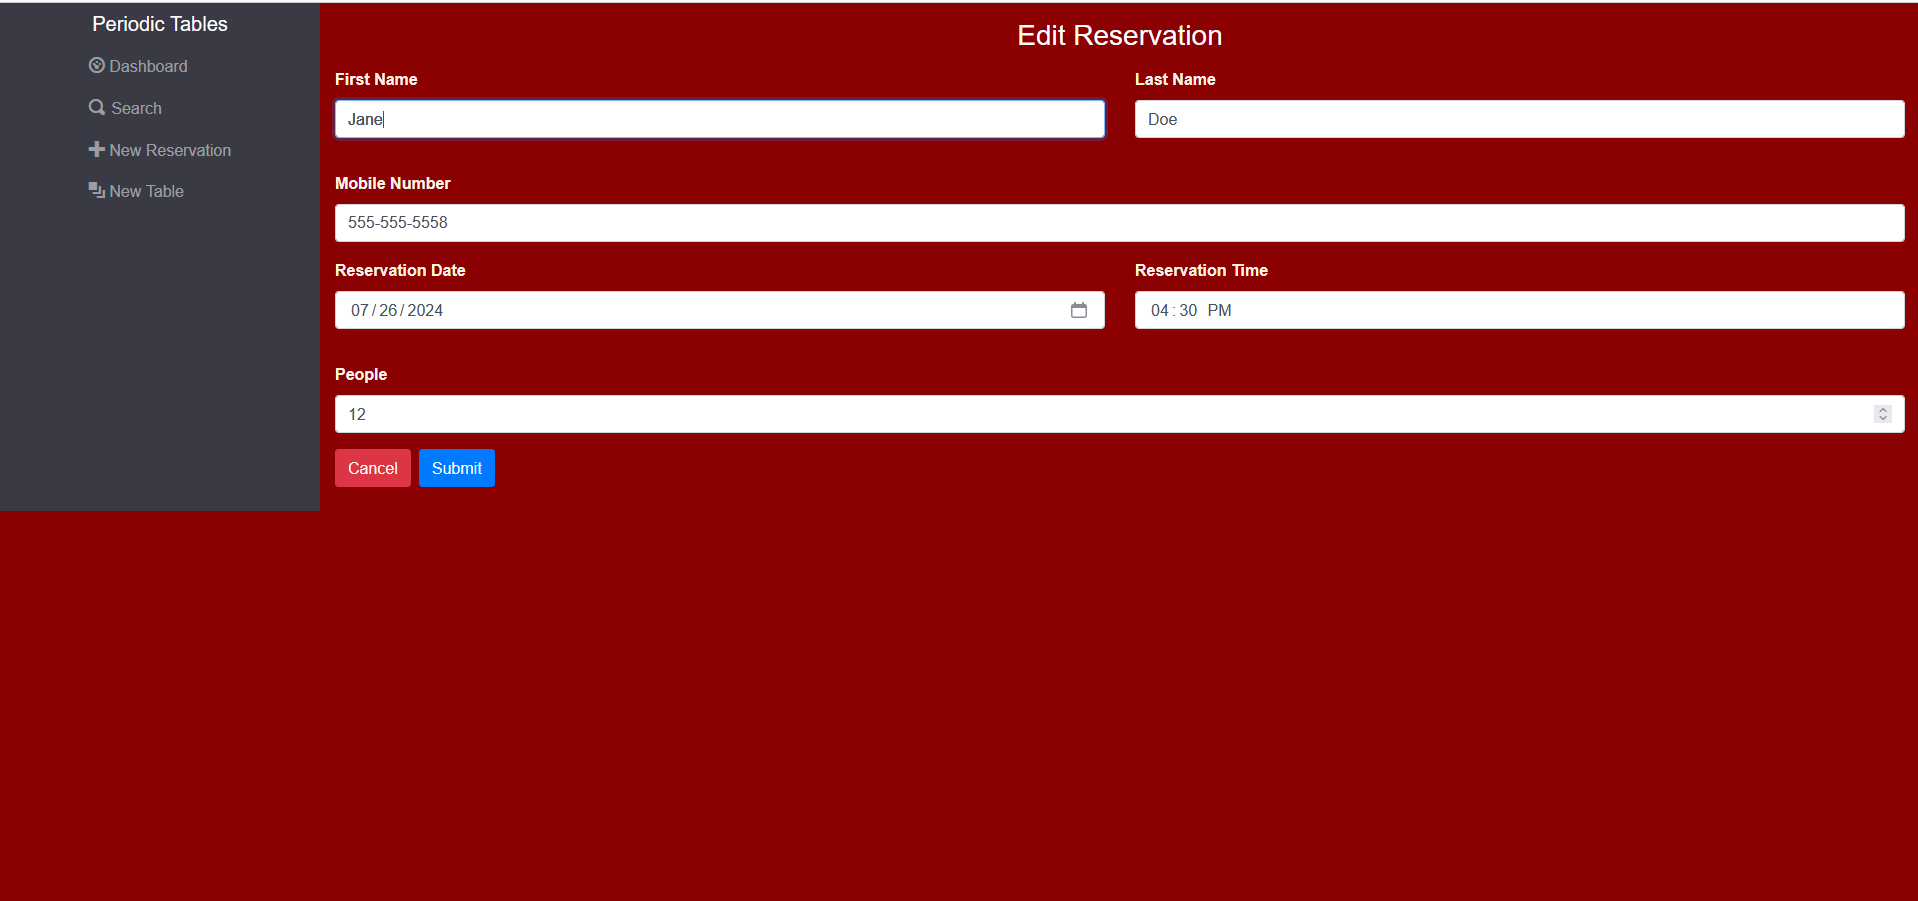 Periodic Tables
Dashboard
Search
New Reservation
New Table
Edit Reservation
First Name
Last Name
Jane
Doe
Mobile Number
555-555-5558
Reservation Date
Reservation Time
07/26/2024
04:30 PM
People
12
Cancel
Submit